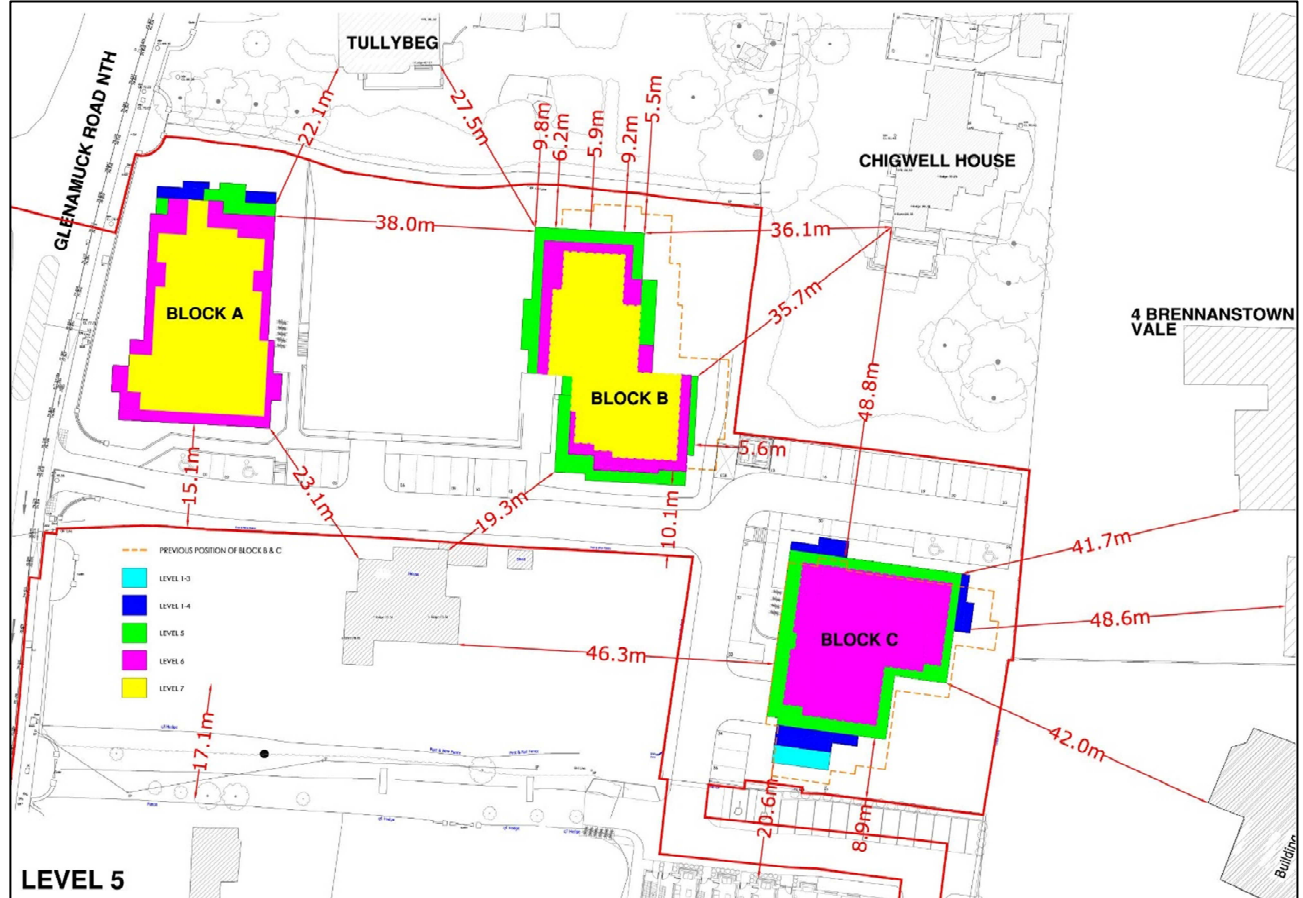 TULLYBEG
GLENAMUCK ROAD NTH
22.1m
27.5m
9.8m
6.2m
5.9m
9.2m
5.5m
CHIGWELL HOUSE
38.0m
36.1m
35.7m
4 BRENNANSTOWN
VALE
BLOCK A
BLOCK B
48.8m
5.6m
15.1m
23.1m
19.3m
10.1m
41.7m
PREVIOUS POSITION OF BLOCK B & C
LEVEL 1-3
LEVEL 1-4
LEVEL 5
LEVEL 6
LEVEL 7
BLOCK C
48.6m
46.3m
17.1m
42.0m
20.6m
8.9m
Building
LEVEL 5